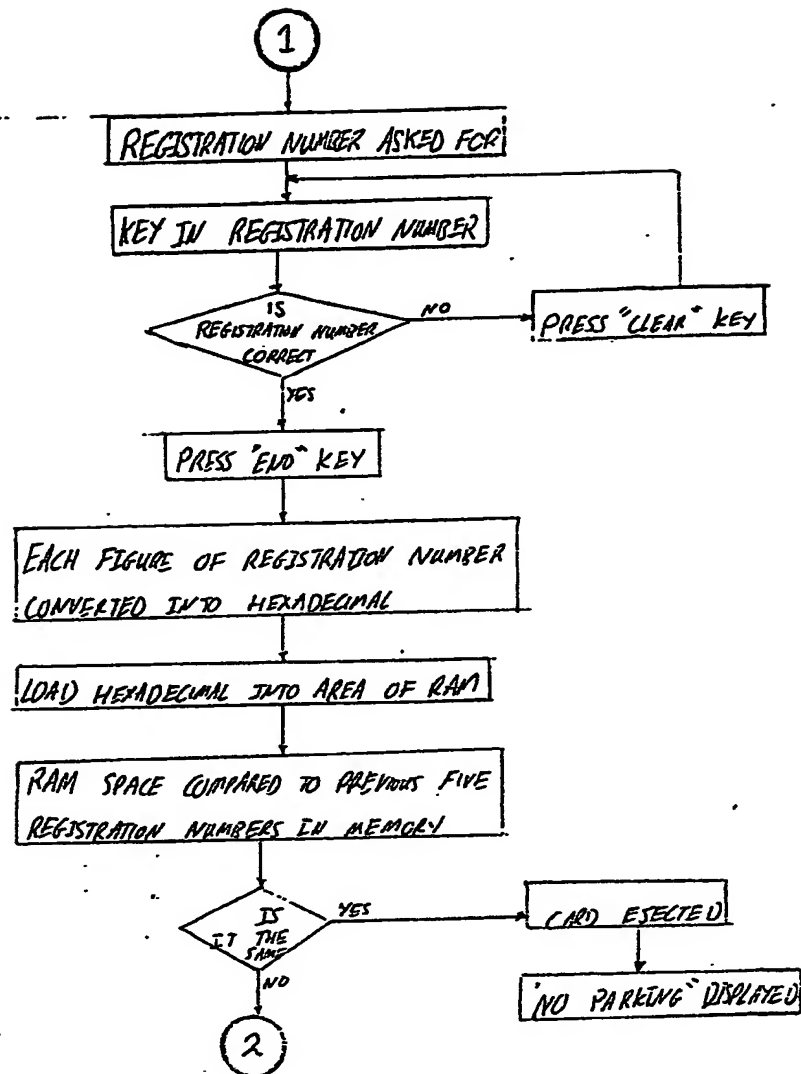 1
REGISTRATION NUMBER ASKED FOR
KEY IN REGISTRATION NUMBER
IS
REGISTRATION NUMBER
CORRECT
NO
PRESS "CLEAR" KEY
YES
PRESS "END" KEY
EACH FIGURE OF REGISTRATION NUMBER
CONVERTED INTO HEXADECIMAL
LOAD HEXADECIMAL INTO AREA OF RAM
RAM SPACE COMPARED TO PREVIOUS FIVE
REGISTRATION NUMBERS IN MEMORY
IS
IT THE
SAME
YES
CARD EJECTED
"NO PARKING" DISPLAYED
NO
2